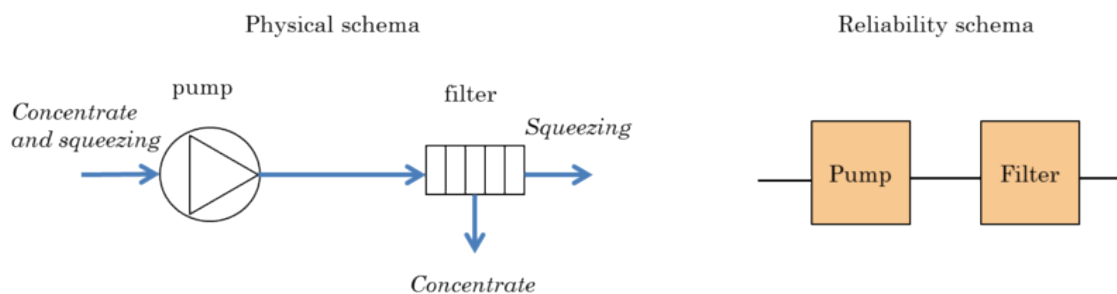 Physical schema
Reliability schema
pump
filter
Concentrate
and squeezing
Squeezing
Pump
Filter
Concentrate